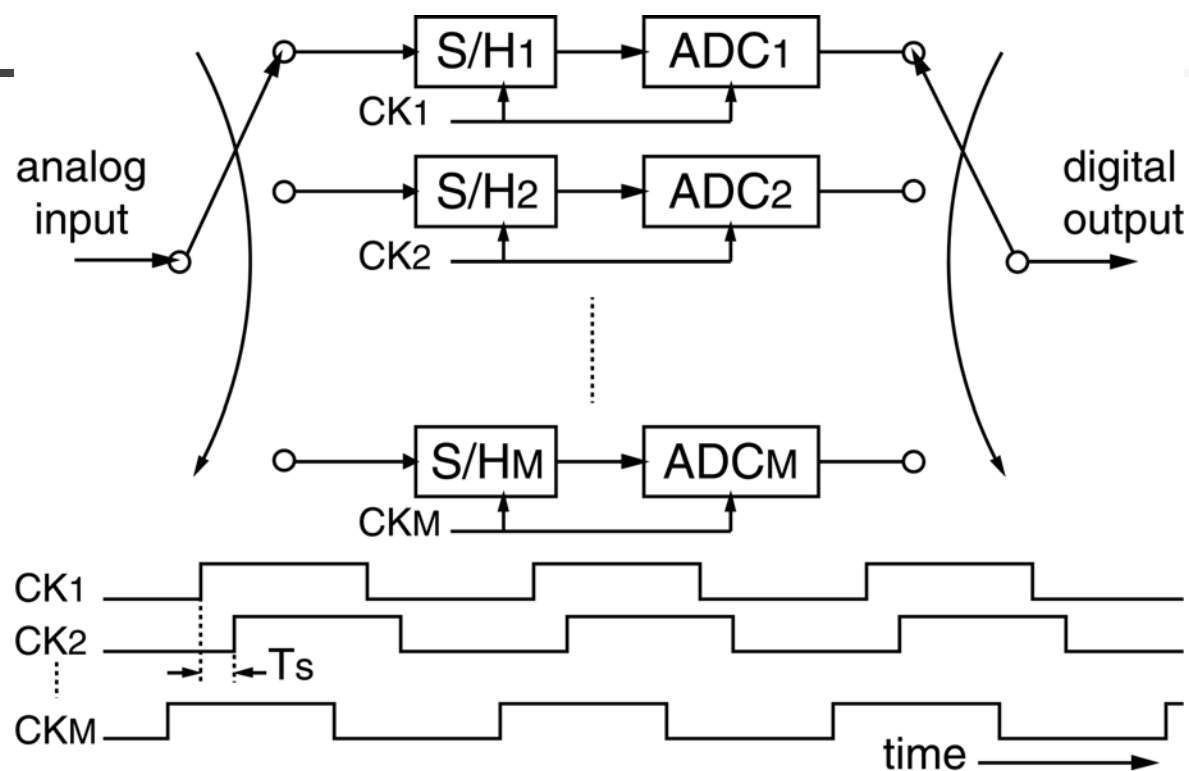 S/H1 ADC1
CK1
analog
input
S/H2 ADC2
CK2
digital
output
S/HM ADCM
CKM
CK1
CK2
Ts
CKM
time